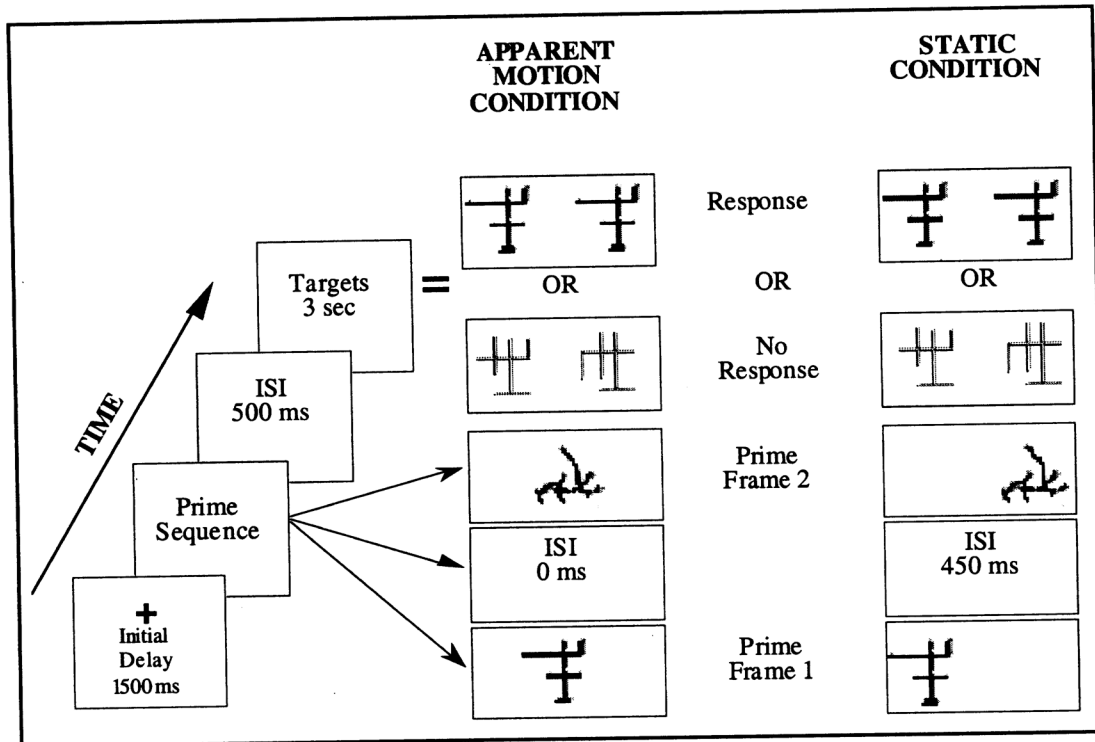 APPARENT
MOTION
CONDITION
STATIC
CONDITION
Response
Targets
3 sec
=
OR
OR
OR
No
Response
ISI
500 ms
TIME
Prime
Frame 2
Prime
Sequence
ISI
0 ms
ISI
450 ms
+
Initial
Delay
1500 ms
Prime
Frame 1